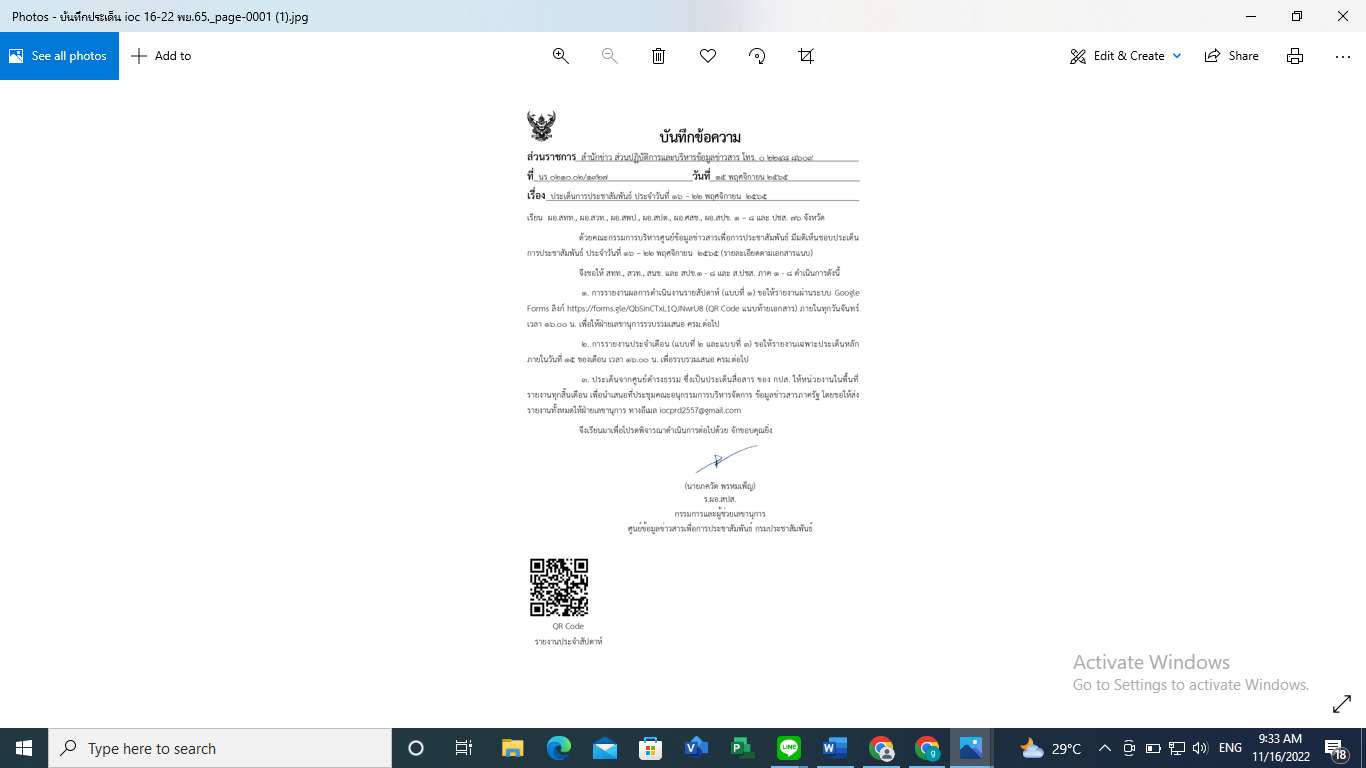 Photos - บันทึกประเด็น ioc 16-22 พย.65._page-0001 (1).jpg
See all photos
Add to
Edit & Create
Share
บันทึกข้อความ
ส่วนราชการ สำนักข่าว ส่วนปฏิบัติการและบริหารข้อมูลข่าวสาร โทร. ๐ ๒๒๔๘ ๘๖๐๙
ที่ นร ๐๒๑๐.๐๒/๑๙๒๗ วันที่ ๑๕ พฤศจิกายน ๒๕๖๕
เรื่อง ประเด็นการประชาสัมพันธ์ ประจำวันที่ ๑๖ – ๒๒ พฤศจิกายน ๒๕๖๕
เรียน ผอ.สทท., ผอ.สวท., ผอ.สพป., ผอ.สปต., ผอ.ศสช., ผอ.สปข. ๑ – ๘ และ ปชส. ๗๖ จังหวัด
ด้วยคณะกรรมการบริหารศูนย์ข้อมูลข่าวสารเพื่อการประชาสัมพันธ์ มีมติเห็นชอบประเด็น
การประชาสัมพันธ์ ประจำวันที่ ๑๖ – ๒๒ พฤศจิกายน ๒๕๖๕ (รายละเอียดตามเอกสารแนบ)
จึงขอให้ สทท., สวท., สนข. และ สปข.๑ - ๘ และ ส.ปชส. ภาค ๑ - ๘ ดำเนินการดังนี้
๑. การรายงานผลการดำเนินงานรายสัปดาห์ (แบบที่ ๑) ขอให้รายงานผ่านระบบ Google
Forms ลิงก์ https://forms.gle/QbSinCTxL1QJNwrU8 (QR Code แนบท้ายเอกสาร) ภายในทุกวันจันทร์
เวลา ๑๖.๐๐ น. เพื่อให้ฝ่ายเลขานุการรวบรวมเสนอ ครม.ต่อไป
๒. การรายงานประจำเดือน (แบบที่ ๒ และแบบที่ ๓) ขอให้รายงานเฉพาะประเด็นหลัก
ภายในวันที่ ๑๕ ของเดือน เวลา ๑๖.๐๐ น. เพื่อรวบรวมเสนอ ครม.ต่อไป
๓. ประเด็นจากศูนย์ดำรงธรรม ซึ่งเป็นประเด็นสื่อสาร ของ กปส. ให้หน่วยงานในพื้นที่
รายงานทุกสิ้นเดือน เพื่อนำเสนอที่ประชุมคณะอนุกรรมการบริหารจัดการ ข้อมูลข่าวสารภาครัฐ โดยขอให้ส่ง
รายงานทั้งหมดให้ฝ่ายเลขานุการ ทางอีเมล iocprd2557@gmail.com
จึงเรียนมาเพื่อโปรดพิจารณาดำเนินการต่อไปด้วย จักขอบคุณยิ่ง
(นายภควัต พรหมเพ็ญ)
ร.ผอ.สปส.
กรรมการและผู้ช่วยเลขานุการ
ศูนย์ข้อมูลข่าวสารเพื่อการประชาสัมพันธ์ กรมประชาสัมพันธ์
QR Code
รายงานประจำสัปดาห์
Activate Windows
Go to Settings to activate Windows.
Type here to search
29°C
ENG
9:33 AM
11/16/2022
18